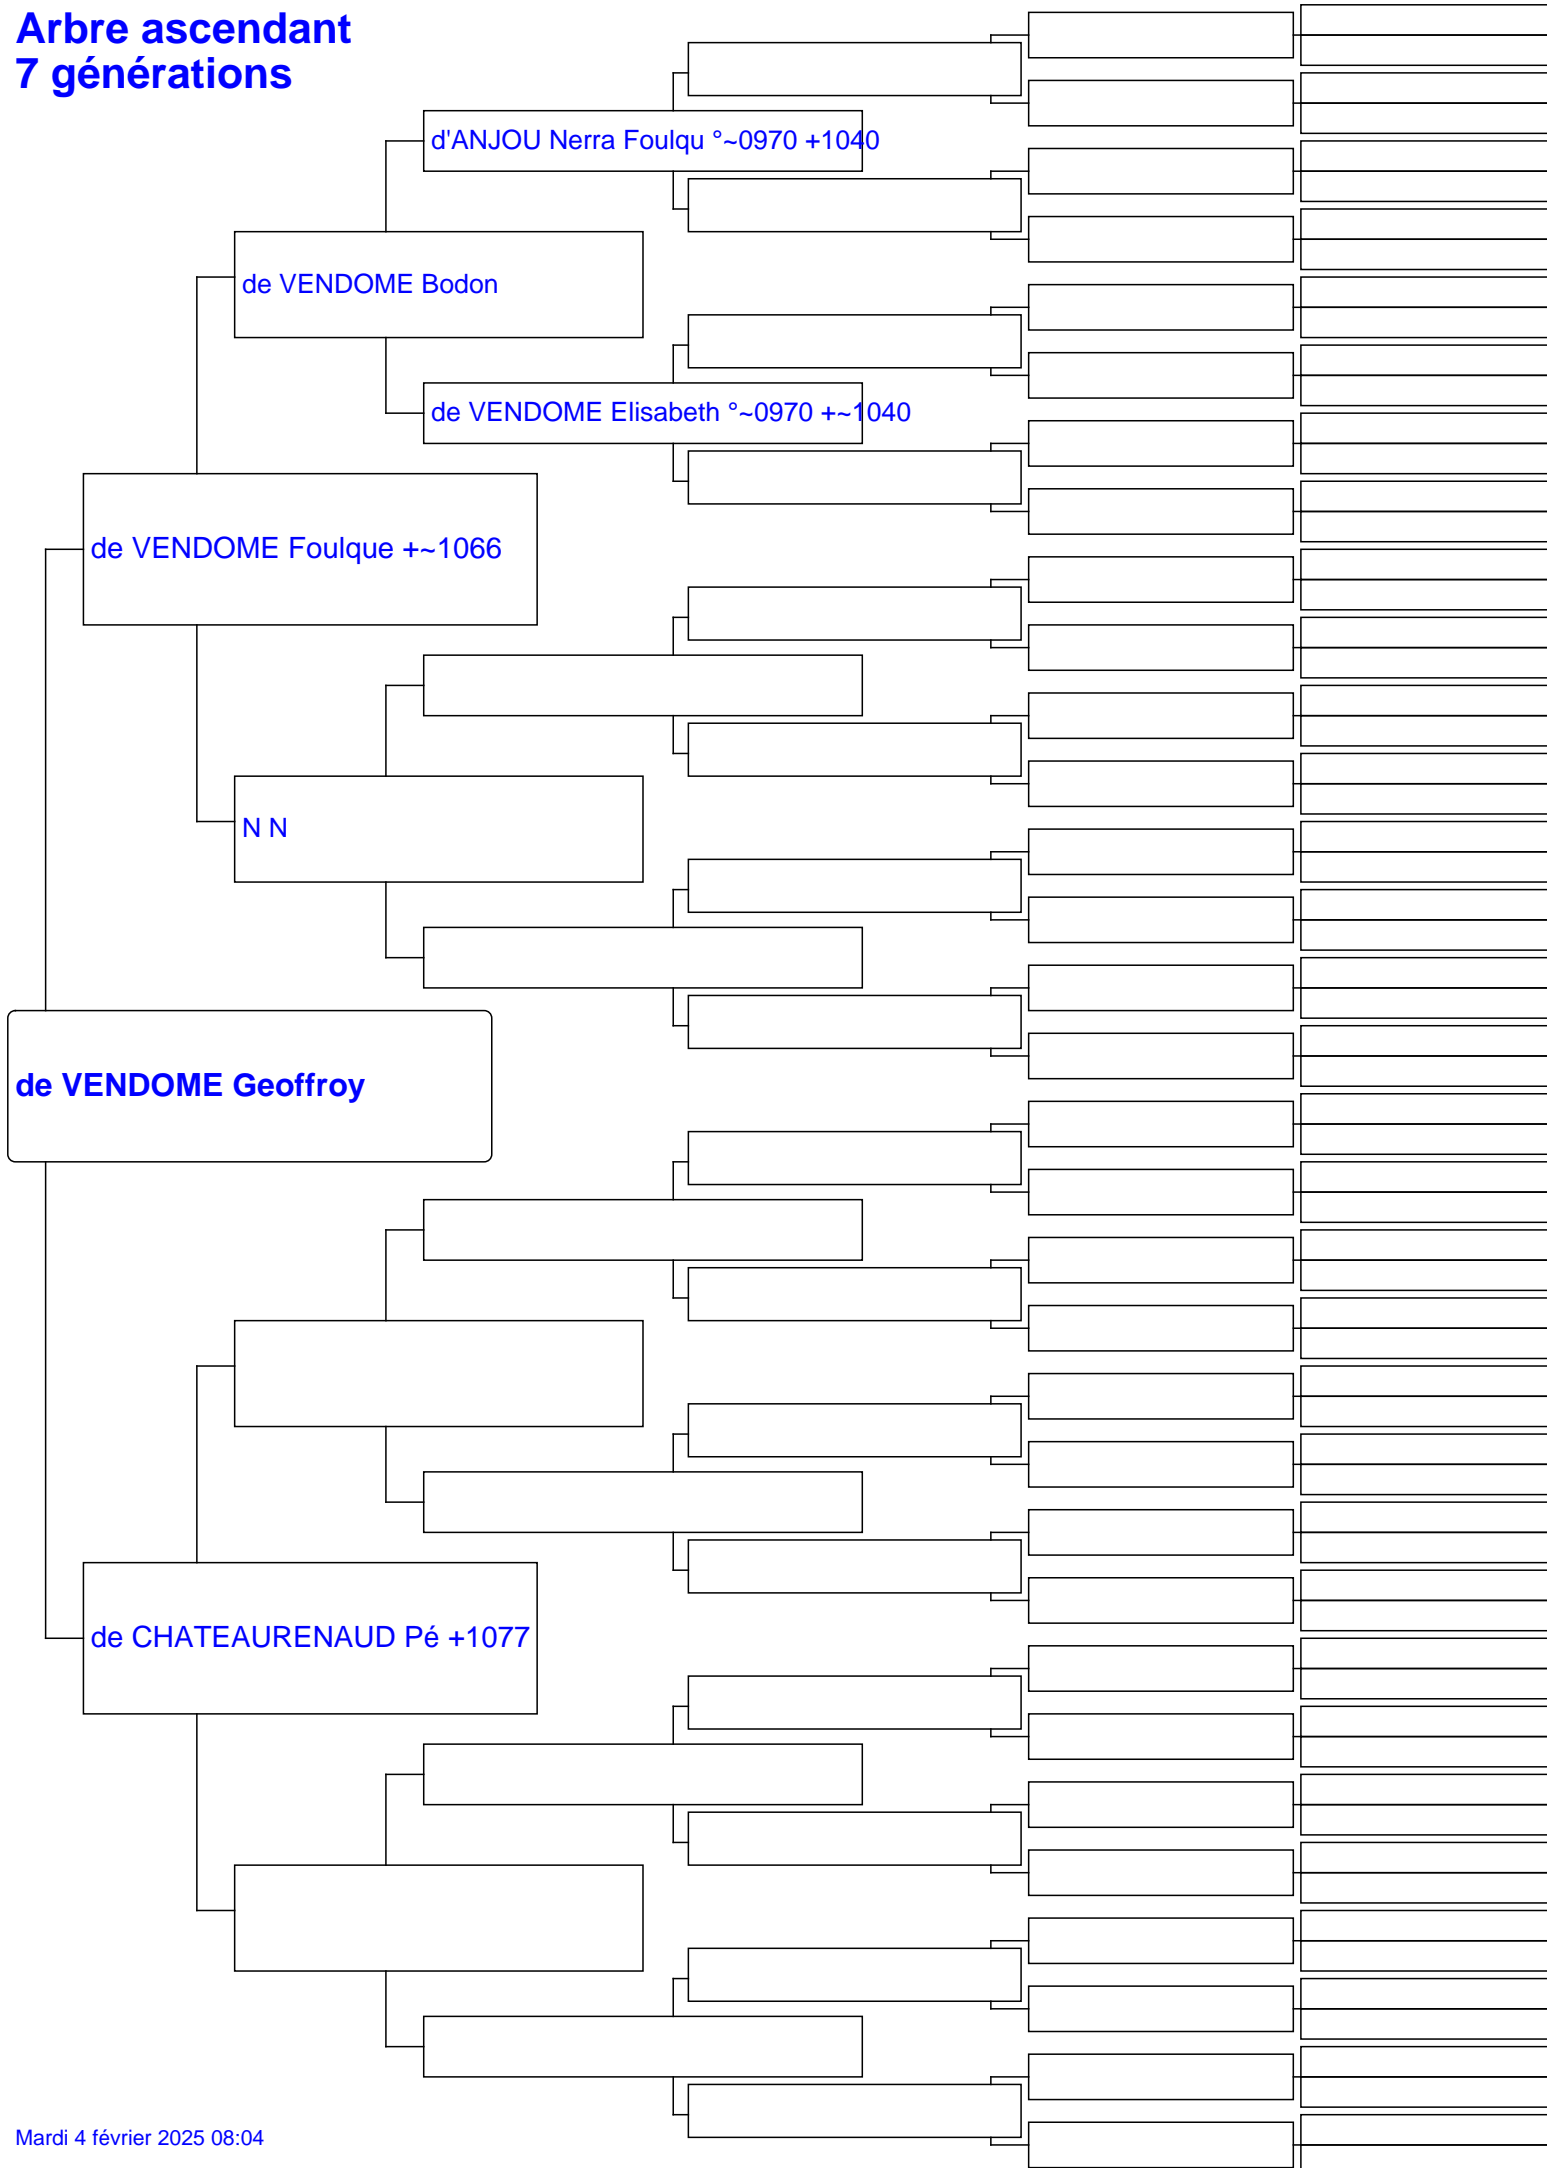 Arbre ascendant
7 générations
d'ANJOU Nerra Foulqu °~0970 +1040
de VENDOME Bodon
de VENDOME Elisabeth °~0970 +~1040
de VENDOME Foulque +~1066
N N
de VENDOME Geoffroy
de CHATEAURENAUD Pé +1077
Mardi 4 février 2025 08:04